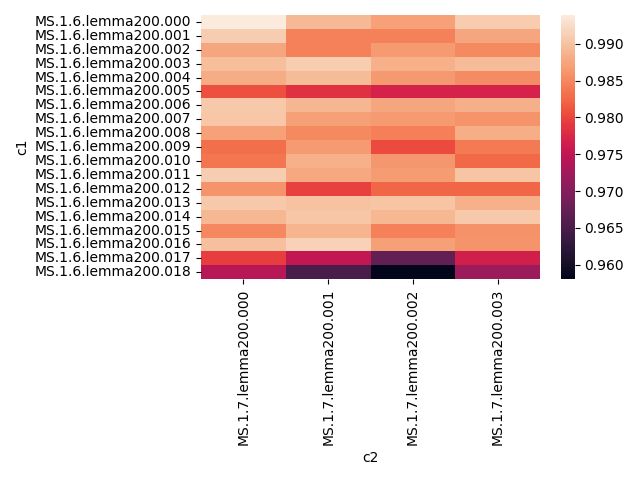 MS.1.6.lemma200.000
MS.1.6.lemma200.001
MS.1.6.lemma200.002
MS.1.6.lemma200.003
MS.1.6.lemma200.004
MS.1.6.lemma200.005
MS.1.6.lemma200.006
MS.1.6.lemma200.007
MS.1.6.lemma200.008
MS.1.6.lemma200.009
MS.1.6.lemma200.010
MS.1.6.lemma200.011
MS.1.6.lemma200.012
MS.1.6.lemma200.013
MS.1.6.lemma200.014
MS.1.6.lemma200.015
MS.1.6.lemma200.016
MS.1.6.lemma200.017
MS.1.6.lemma200.018
c1
MS.1.7.lemma200.000
MS.1.7.lemma200.001
MS.1.7.lemma200.002
MS.1.7.lemma200.003
c2
0.990
0.985
0.980
0.975
0.970
0.965
0.960